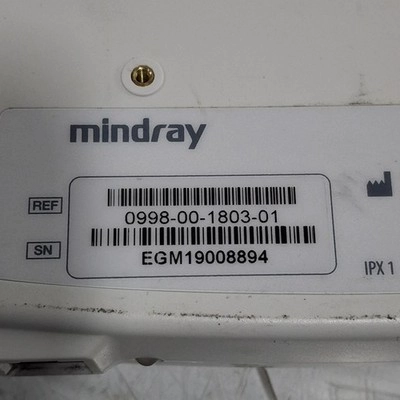 mindray
REF 0998-00-1803-01
SN EGM19008894
IPX 1